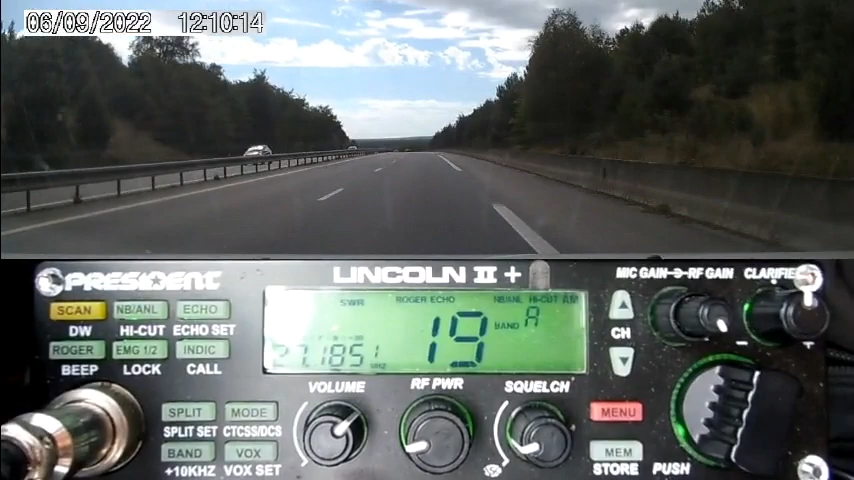 06/09/2022 12:10:14
PRESIDENT LINCOLN II + MIC GAIN RF GAIN CLARIFIER
SCAN NB/ANL ECHO
DW HI-CUT ECHO SET
ROGER EMG 1/2 INDIC
BEEP LOCK CALL
SWR ROGER ECHO NB/ANL HI-CUT AM
19 BAND A
27.1851 MHz
CH
VOLUME RF PWR SQUELCH
SPLIT MODE
SPLIT SET CTCSS/DCS
BAND VOX
+10KHZ VOX SET
MENU
MEM
STORE PUSH